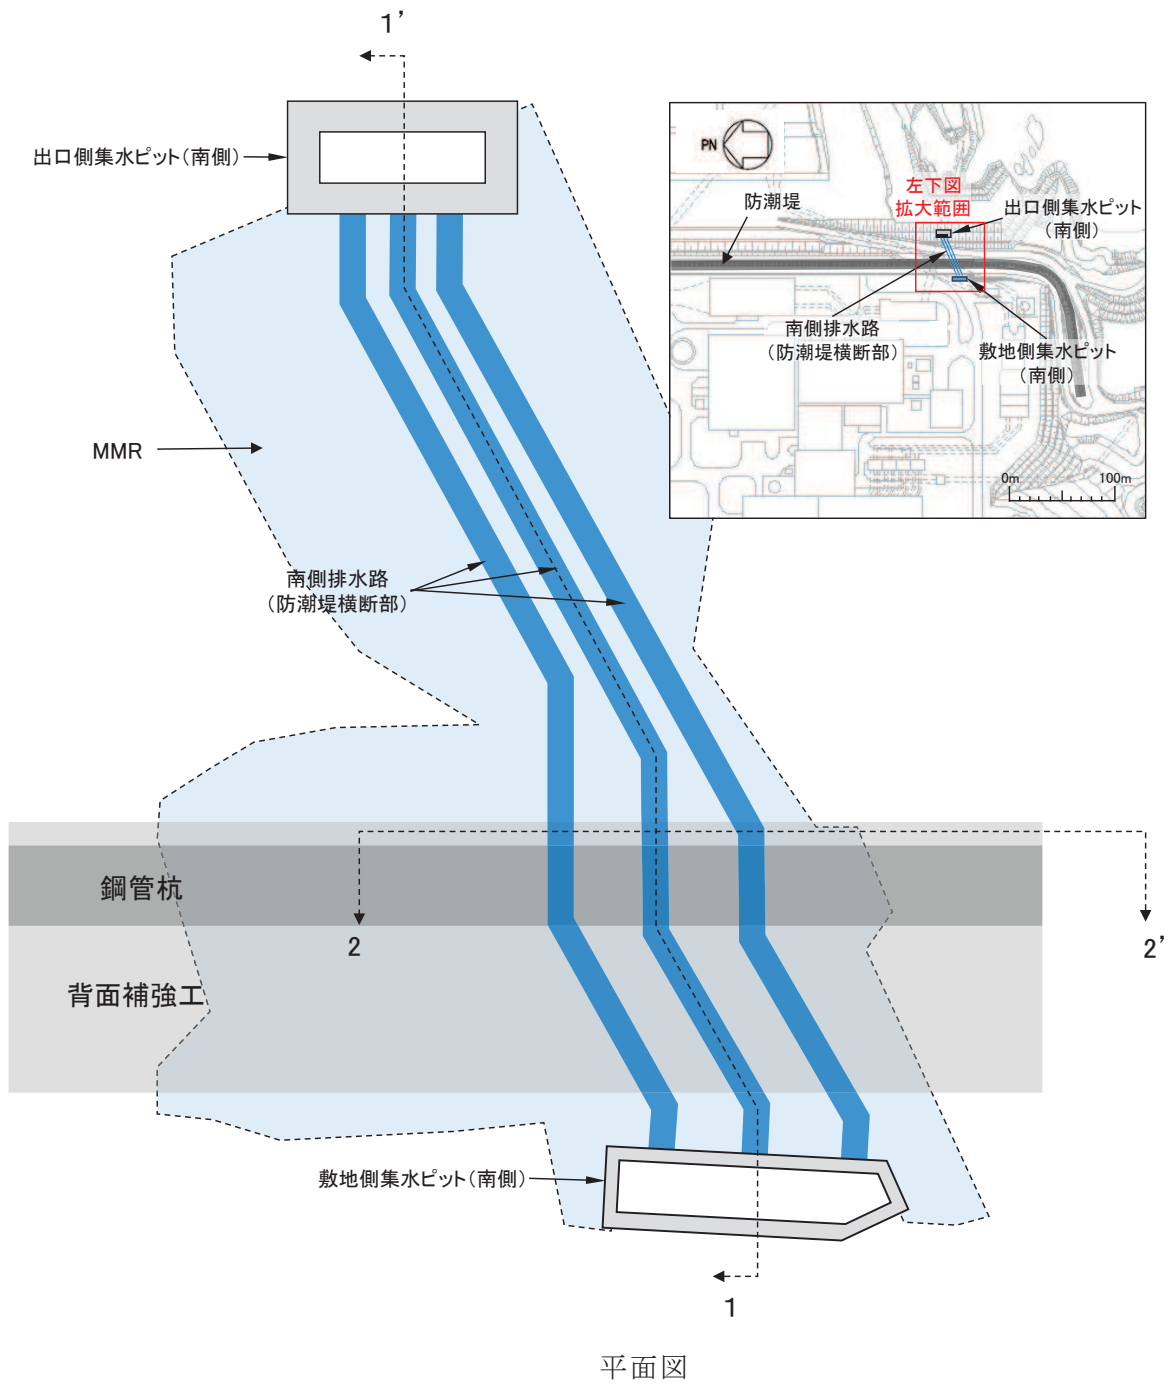 1’
出口側集水ピット(南側)
PN
左下図
拡大範囲
防潮堤
出口側集水ピット
(南側)
南側排水路
(防潮堤横断部)
敷地側集水ピット
(南側)
0m
100m
MMR
南側排水路
(防潮堤横断部)
鋼管杭
2
2’
背面補強工
敷地側集水ピット(南側)
1
平面図